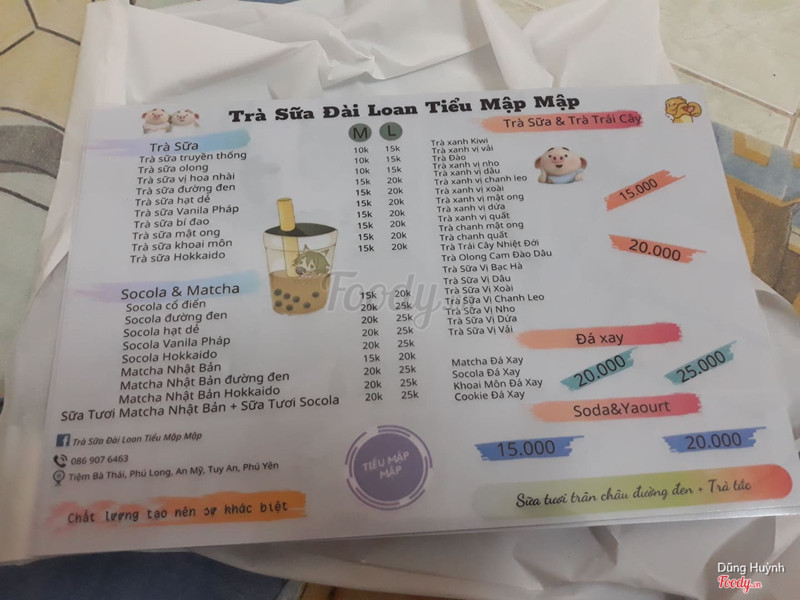 Trà Sữa Đài Loan Tiểu Mập Mập
M L
Trà Sữa
Trà sữa truyền thống 10k 15k
Trà sữa olong 10k 15k
Trà sữa vị hoa nhài 10k 15k
Trà sữa đường đen 15k 20k
Trà sữa hạt dẻ 15k 20k
Trà sữa Vanila Pháp 15k 20k
Trà sữa bí đao 15k 20k
Trà sữa mật ong 15k 20k
Trà sữa khoai môn 15k 20k
Trà sữa Hokkaido 15k 20k
Socola & Matcha
Socola cổ điển 15k 20k
Socola đường đen 20k 25k
Socola hạt dẻ 20k 25k
Socola Vanila Pháp 20k 25k
Socola Hokkaido 20k 25k
Matcha Nhật Bản 15k 20k
Matcha Nhật Bản đường đen 20k 25k
Matcha Nhật Bản Hokkaido 20k 25k
Sữa Tươi Matcha Nhật Bản + Sữa Tươi Socola 20k 25k
Trà Sữa Đài Loan Tiểu Mập Mập
086 907 6463
Tiệm Bà Thái, Phú Long, An Mỹ, Tuy An, Phú Yên
Chất lượng tạo nên sự khác biệt
TIỂU MẬP
MẬP
Trà Sữa & Trà Trái Cây
Trà xanh Kiwi
Trà xanh vị vải
Trà Đào
Trà xanh vị nho
Trà xanh vị dâu
Trà xanh vị chanh leo
Trà xanh vị xoài
Trà xanh vị mật ong
Trà xanh vị dứa
Trà xanh vị quất
Trà chanh mật ong
Trà chanh quất
Trà Trái Cây Nhiệt Đới
Trà Olong Cam Đào Dâu
Trà Sữa Vị Bạc Hà
Trà Sữa Vị Dâu
Trà Sữa Vị Xoài
Trà Sữa Vị Chanh Leo
Trà Sữa Vị Nho
Trà Sữa Vị Dứa
Trà Sữa Vị Vải
15.000
20.000
Đá xay
Matcha Đá Xay
Socola Đá Xay
Khoai Môn Đá Xay
Cookie Đá Xay
20.000
25.000
Soda&Yaourt
15.000
20.000
Sữa tươi trân châu đường đen + Trà tắc
Foody.vn
Dũng Huỳnh
Foody.vn